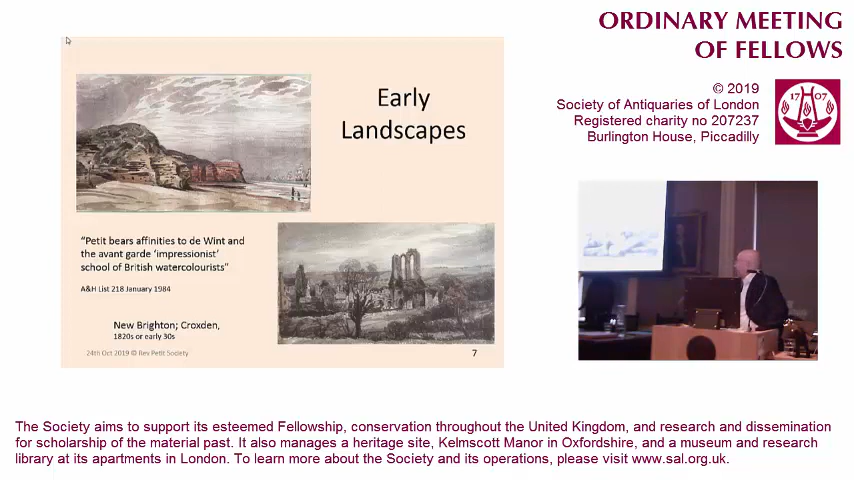 ORDINARY MEETING
OF FELLOWS
© 2019
Society of Antiquaries of London
Registered charity no 207237
Burlington House, Piccadilly
1707
Early
Landscapes
"Petit bears affinities to de Wint and
the avant garde 'impressionist'
school of British watercolourists"
A&H List 218 January 1984
New Brighton; Croxden,
1820s or early 30s
24th Oct 2019 © Rev Petit Society
7
The Society aims to support its esteemed Fellowship, conservation throughout the United Kingdom, and research and dissemination
for scholarship of the material past. It also manages a heritage site, Kelmscott Manor in Oxfordshire, and a museum and research
library at its apartments in London. To learn more about the Society and its operations, please visit www.sal.org.uk.